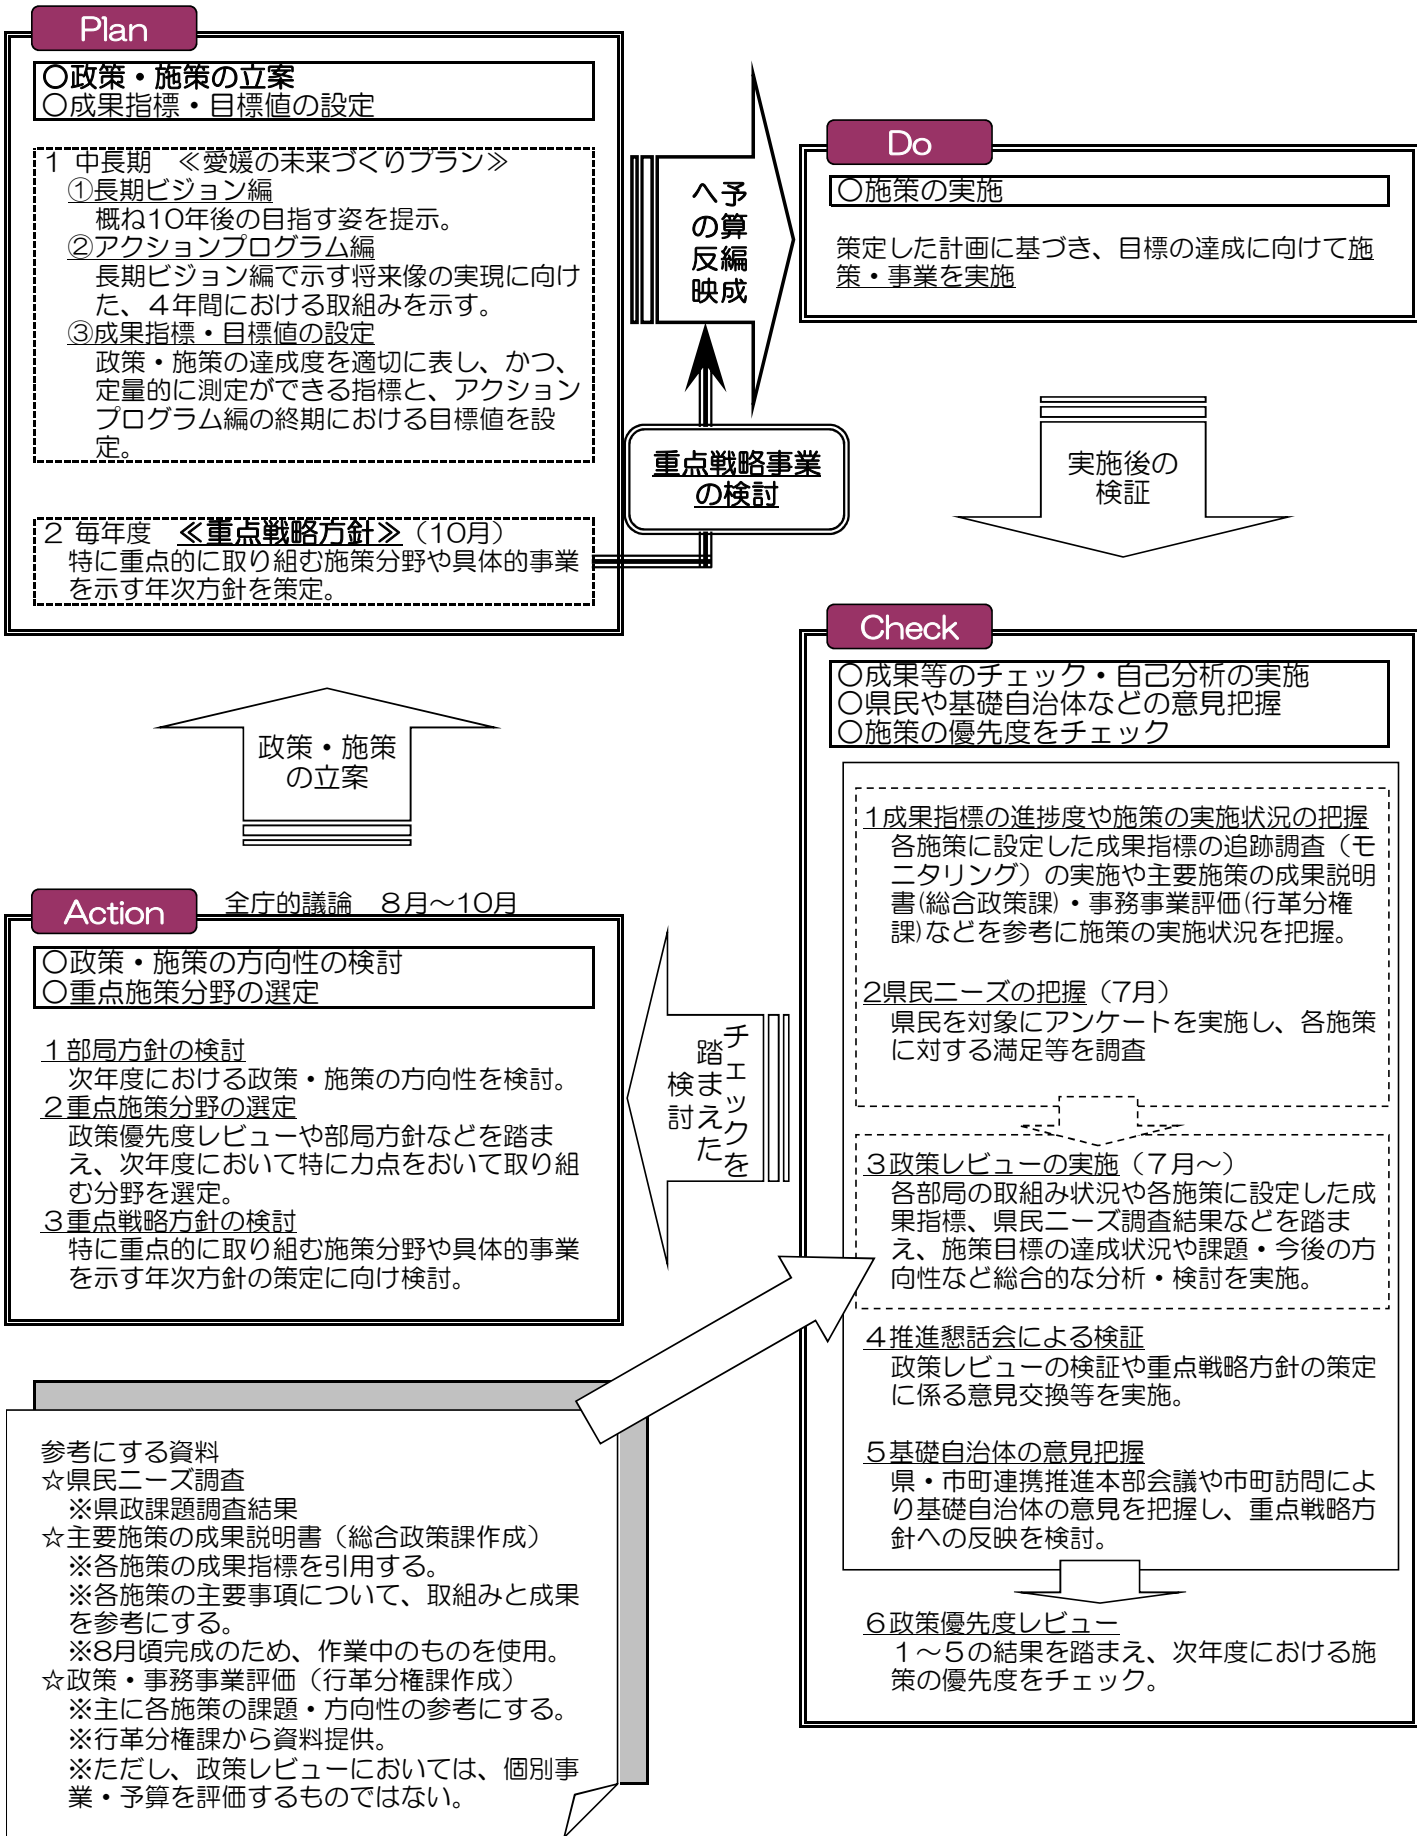 Plan
〇政策・施策の立案
〇成果指標・目標値の設定
1 中長期　≪愛媛の未来づくりプラン≫
①長期ビジョン編
概ね10年後の目指す姿を提示。
②アクションプログラム編
長期ビジョン編で示す将来像の実現に向け
た、４年間における取組みを示す。
③成果指標・目標値の設定
政策・施策の達成度を適切に表し、かつ、
定量的に測定ができる指標と、アクション
プログラム編の終期における目標値を設
定。
2 毎年度　≪重点戦略方針≫（10月）
特に重点的に取り組む施策分野や具体的事業
を示す年次方針を策定。
予算編成
への反映
重点戦略事業
の検討
Do
〇施策の実施
策定した計画に基づき、目標の達成に向けて施
策・事業を実施
実施後の
検証
Check
〇成果等のチェック・自己分析の実施
〇県民や基礎自治体などの意見把握
〇施策の優先度をチェック
1成果指標の進捗度や施策の実施状況の把握
各施策に設定した成果指標の追跡調査（モ
ニタリング）の実施や主要施策の成果説明
書(総合政策課)・事務事業評価(行革分権
課)などを参考に施策の実施状況を把握。
2県民ニーズの把握（7月）
県民を対象にアンケートを実施し、各施策
に対する満足等を調査
３政策レビューの実施（７月～）
各部局の取組み状況や各施策に設定した成
果指標、県民ニーズ調査結果などを踏ま
え、施策目標の達成状況や課題・今後の方
向性など総合的な分析・検討を実施。
４推進懇話会による検証
政策レビューの検証や重点戦略方針の策定
に係る意見交換等を実施。
５基礎自治体の意見把握
県・市町連携推進本部会議や市町訪問によ
り基礎自治体の意見を把握し、重点戦略方
針への反映を検討。
６政策優先度レビュー
１～５の結果を踏まえ、次年度における施
策の優先度をチェック。
チェックを
踏まえた
検討
政策・施策
の立案
Action
全庁的議論　8月～10月
〇政策・施策の方向性の検討
〇重点施策分野の選定
１部局方針の検討
次年度における政策・施策の方向性を検討。
２重点施策分野の選定
政策優先度レビューや部局方針などを踏ま
え、次年度において特に力点をおいて取り組
む分野を選定。
３重点戦略方針の検討
特に重点的に取り組む施策分野や具体的事業
を示す年次方針の策定に向け検討。
参考にする資料
☆県民ニーズ調査
※県政課題調査結果
☆主要施策の成果説明書（総合政策課作成）
※各施策の成果指標を引用する。
※各施策の主要事項について、取組みと成果
を参考にする。
※8月頃完成のため、作業中のものを使用。
☆政策・事務事業評価（行革分権課作成）
※主に各施策の課題・方向性の参考にする。
※行革分権課から資料提供。
※ただし、政策レビューにおいては、個別事
業・予算を評価するものではない。